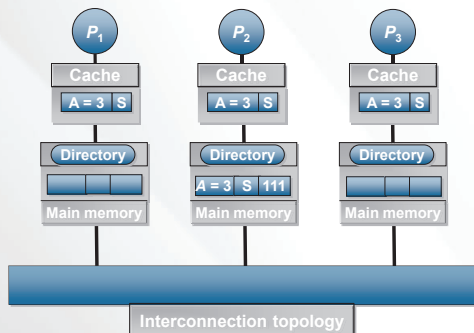 P1 P2 P3
Cache Cache Cache
A = 3 S A = 3 S A = 3 S
Directory Directory Directory
A = 3 S 111
Main memory Main memory Main memory
Interconnection topology